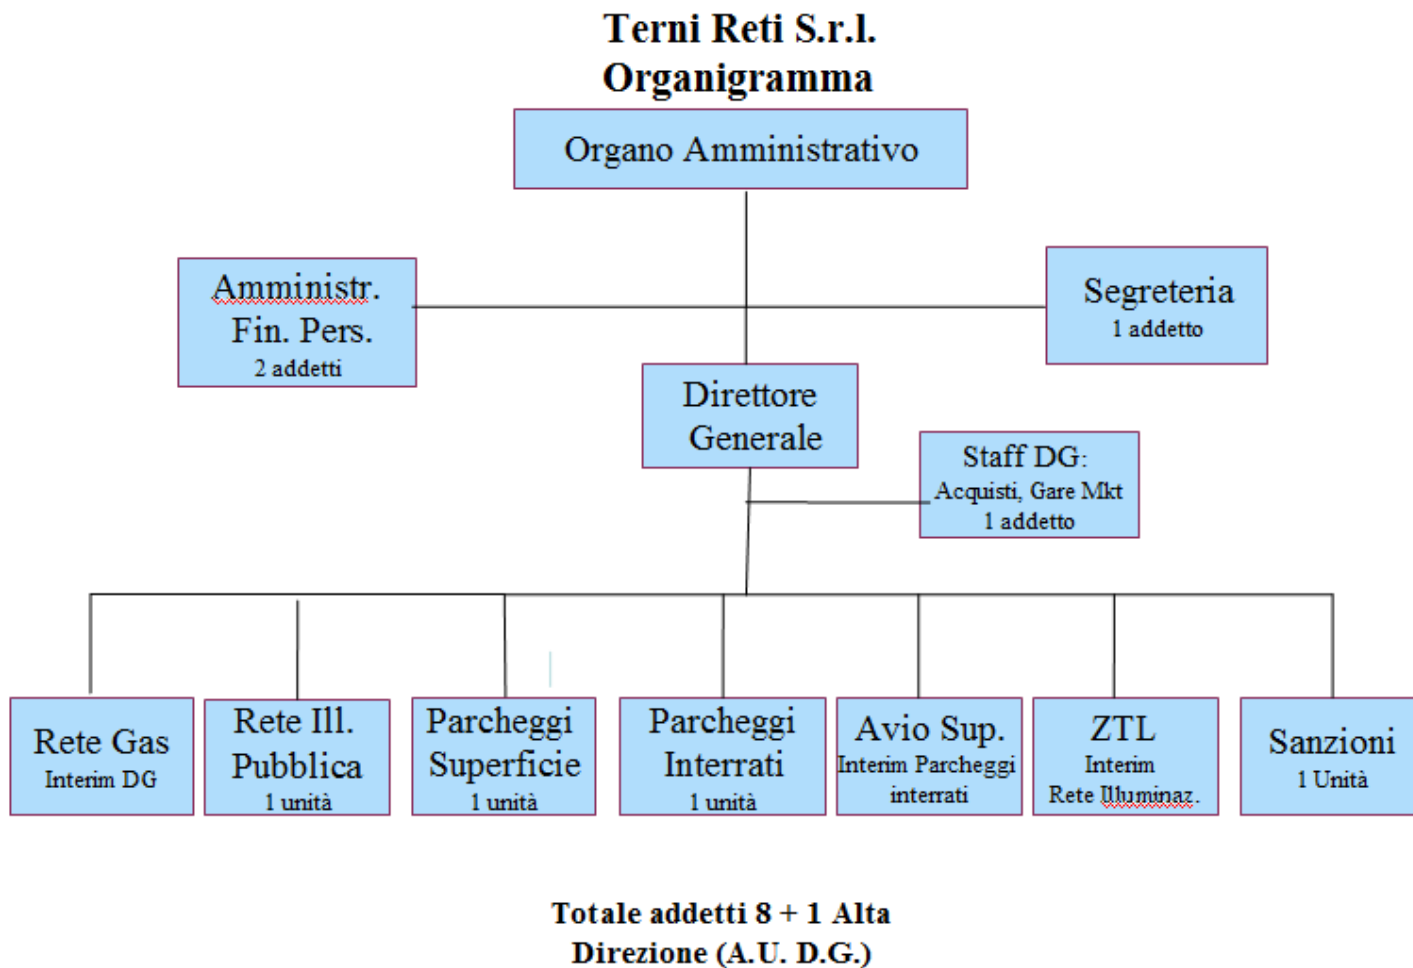 Terni Reti S.r.l.
Organigramma
Organo Amministrativo
Amministr.
Fin. Pers.
2 addetti
Segreteria
1 addetto
Direttore
Generale
Staff DG:
Acquisti, Gare Mkt
1 addetto
Rete Gas
Interim DG
Rete Ill.
Pubblica
1 unità
Parcheggi
Superficie
1 unità
Parcheggi
Interrati
1 unità
Avio Sup.
Interim Parcheggi
interrati
ZTL
Interim
Rete Illuminaz.
Sanzioni
1 Unità
Totale addetti 8 + 1 Alta
Direzione (A.U. D.G.)